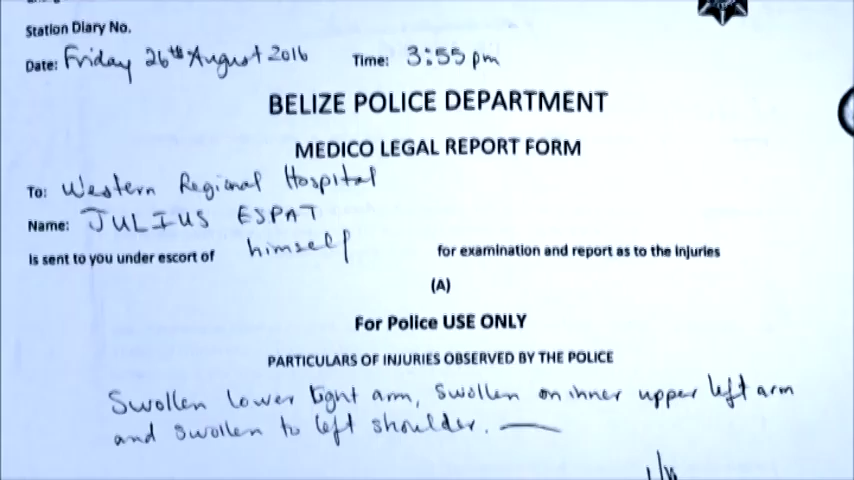 Station Diary No.
Date: Friday 26th August 2016 Time: 3:55 pm
BELIZE POLICE DEPARTMENT
MEDICO LEGAL REPORT FORM
To: Western Regional Hospital
Name: JULIUS ESPAT
Is sent to you under escort of himself for examination and report as to the Injuries
(A)
For Police USE ONLY
PARTICULARS OF INJURIES OBSERVED BY THE POLICE
Swollen lower right arm, Swollen on inner upper left arm
and swollen to left shoulder.